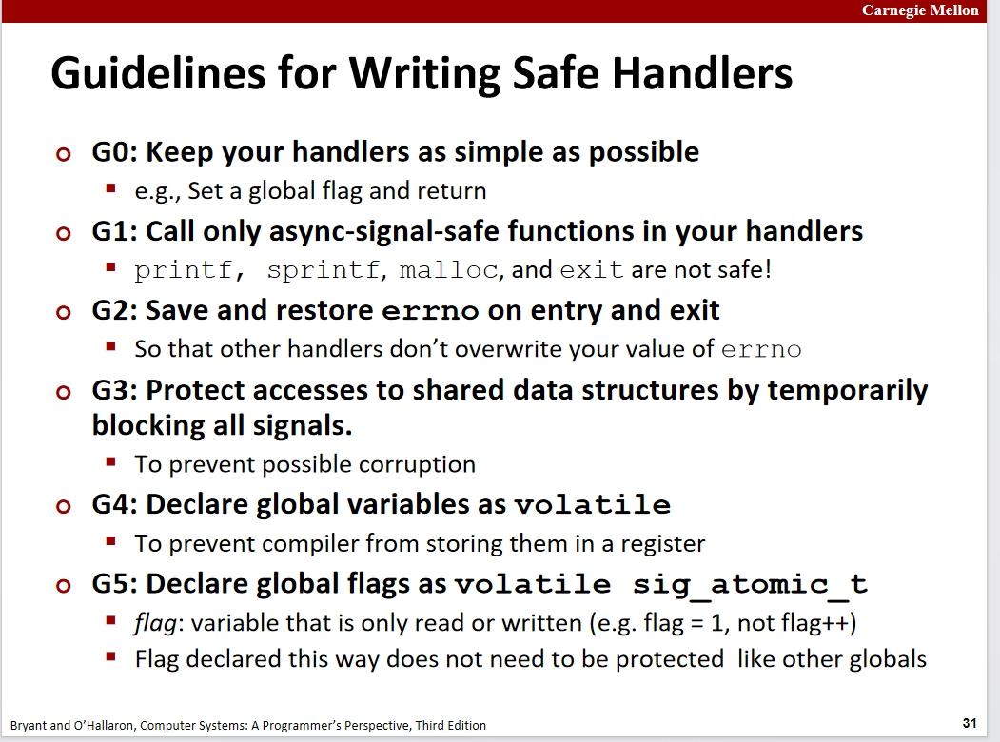 Carnegie Mellon
Guidelines for Writing Safe Handlers
G0: Keep your handlers as simple as possible
e.g., Set a global flag and return
G1: Call only async-signal-safe functions in your handlers
printf, sprintf, malloc, and exit are not safe!
G2: Save and restore errno on entry and exit
So that other handlers don’t overwrite your value of errno
G3: Protect accesses to shared data structures by temporarily
blocking all signals.
To prevent possible corruption
G4: Declare global variables as volatile
To prevent compiler from storing them in a register
G5: Declare global flags as volatile sig_atomic_t
flag: variable that is only read or written (e.g. flag = 1, not flag++)
Flag declared this way does not need to be protected like other globals
Bryant and O’Hallaron, Computer Systems: A Programmer’s Perspective, Third Edition
31